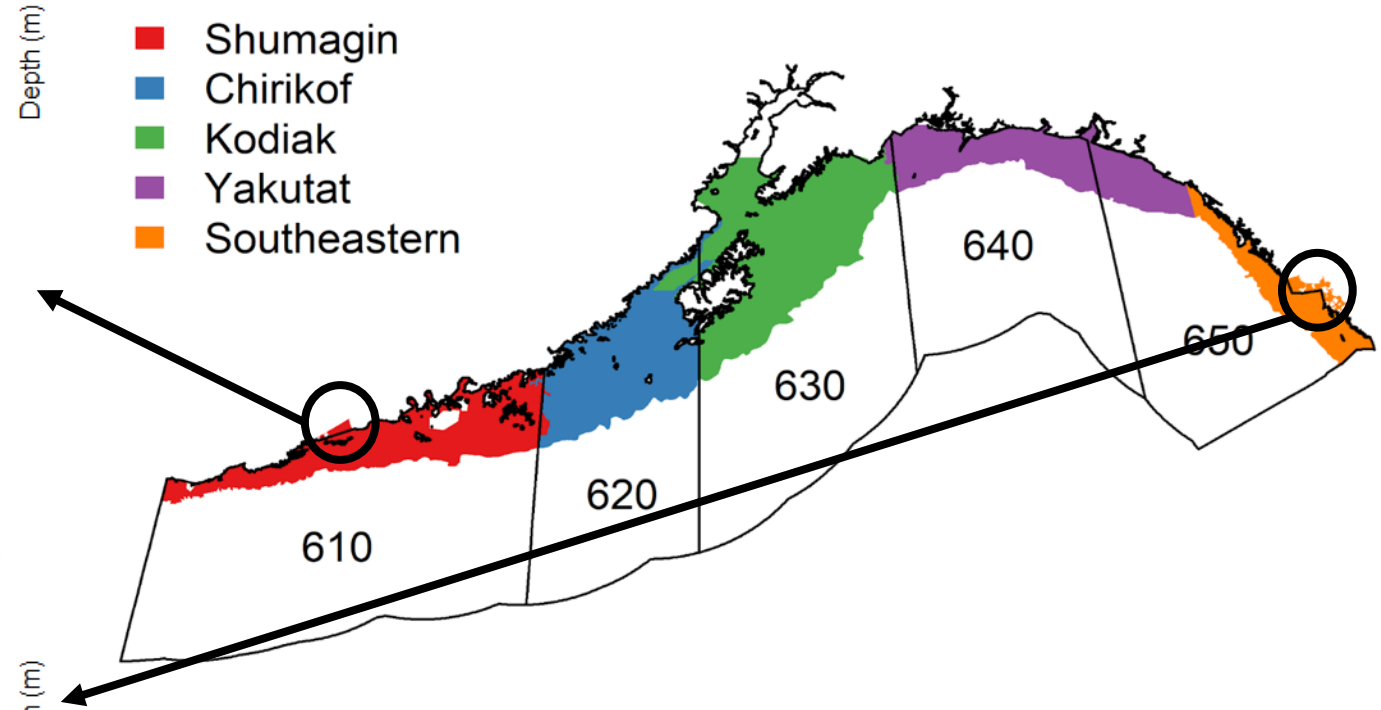 Depth (m)
Shumagin
Chirikof
Kodiak
Yakutat
Southeastern
640
650
630
620
610
(m)